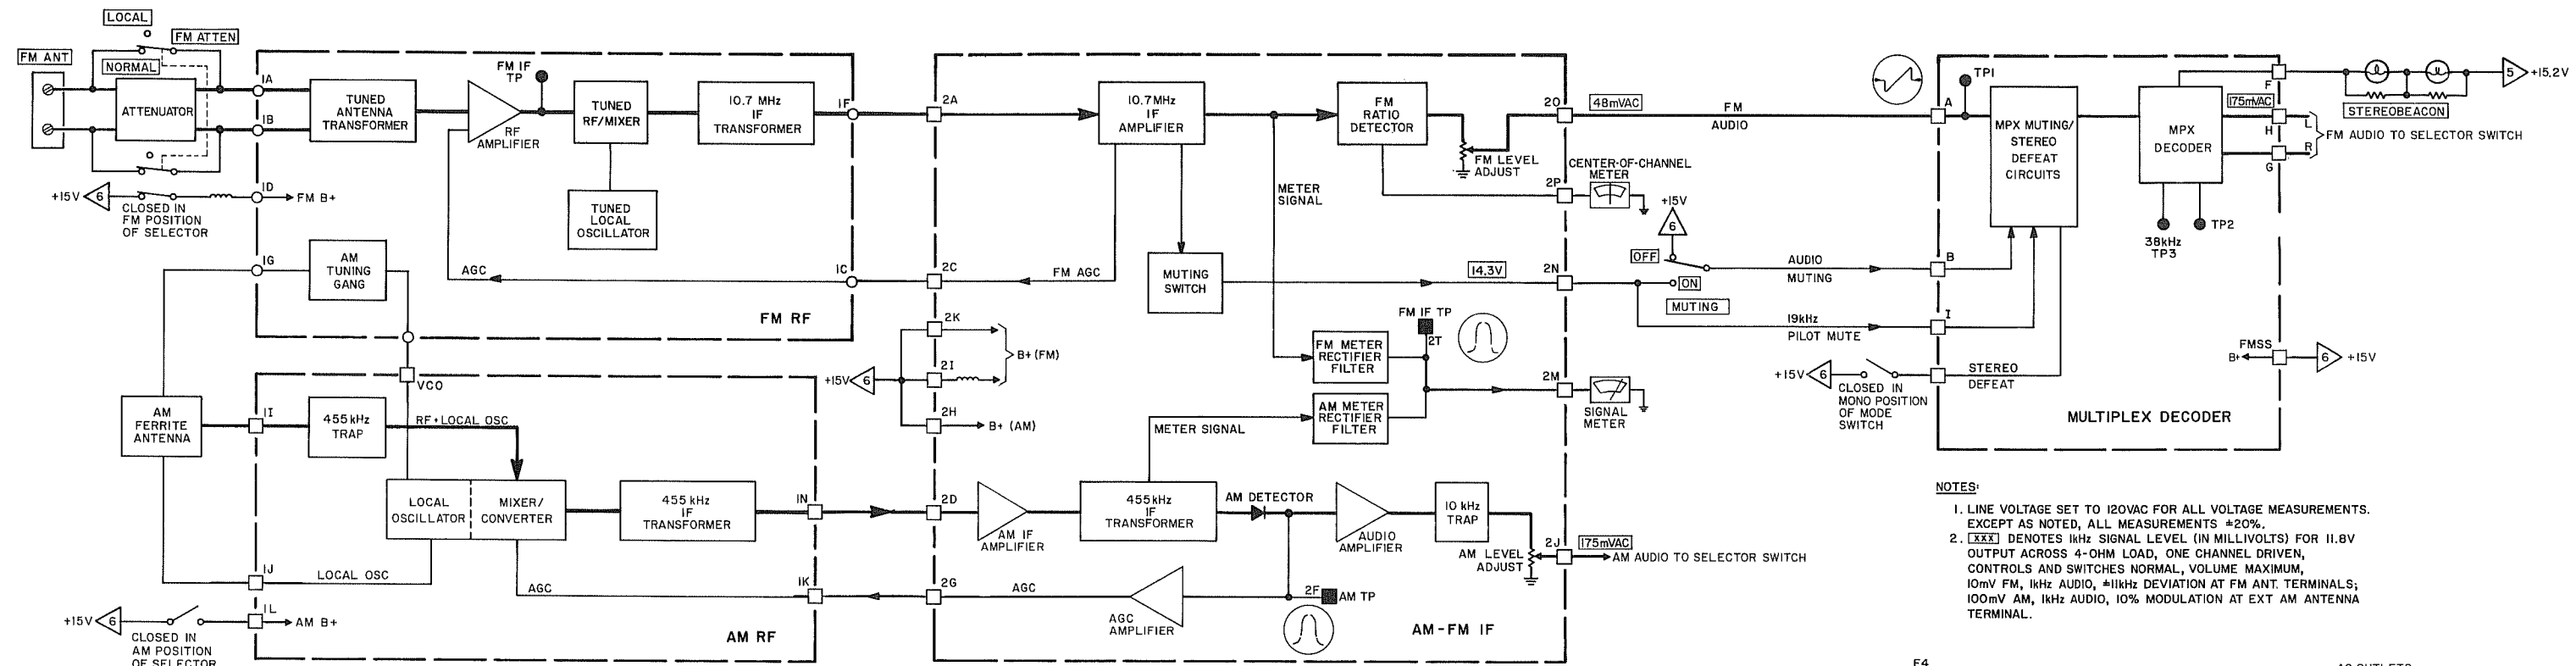 LOCAL
FM ATTEN
FM ANT
NORMAL
ATTENUATOR
1A
1B
+15V
6
CLOSED IN
FM POSITION
OF SELECTOR
1D
FM B+
TUNED
ANTENNA
TRANSFORMER
FM IF
TP
RF
AMPLIFIER
TUNED
RF/MIXER
10.7 MHz
IF
TRANSFORMER
1F
TUNED
LOCAL
OSCILLATOR
1G
AM
TUNING
GANG
AGC
1C
FM RF
2A
10.7MHz
IF
AMPLIFIER
FM
RATIO
DETECTOR
FM LEVEL
ADJUST
2O
48mVAC
FM
AUDIO
2P
CENTER-OF-CHANNEL
METER
METER
SIGNAL
2C
FM AGC
MUTING
SWITCH
14.3V
2N
+15V
6
OFF
ON
MUTING
AUDIO
MUTING
19kHz
PILOT MUTE
2K
2I
B+ (FM)
+15V
6
2H
B+ (AM)
FM IF TP
2T
FM METER
RECTIFIER
FILTER
AM METER
RECTIFIER
FILTER
METER SIGNAL
2M
SIGNAL
METER
TP1
A
MPX MUTING/
STEREO
DEFEAT
CIRCUITS
MPX
DECODER
38kHz
TP3
TP2
F
175mVAC
H
L
R
G
FM AUDIO TO SELECTOR SWITCH
STEREOBEACON
5
+15.2V
B
I
+15V
6
CLOSED IN
MONO POSITION
OF MODE
SWITCH
STEREO
DEFEAT
FMSS
B+
6
+15V
MULTIPLEX DECODER
VCO
AM
FERRITE
ANTENNA
1I
455kHz
TRAP
RF+LOCAL OSC
LOCAL
OSCILLATOR
MIXER/
CONVERTER
455 kHz
IF
TRANSFORMER
1N
1J
LOCAL OSC
AGC
1K
+15V
6
CLOSED IN
AM POSITION
OF SELECTOR
1L
AM B+
AM RF
2D
AM IF
AMPLIFIER
455kHz
IF
TRANSFORMER
AM DETECTOR
AUDIO
AMPLIFIER
10 kHz
TRAP
AM LEVEL
ADJUST
2J
175mVAC
AM AUDIO TO SELECTOR SWITCH
2G
AGC
AGC
AMPLIFIER
2F
AM TP
AM-FM IF
NOTES:
1. LINE VOLTAGE SET TO 120VAC FOR ALL VOLTAGE MEASUREMENTS.
EXCEPT AS NOTED, ALL MEASUREMENTS ±20%.
2. XXX DENOTES 1kHz SIGNAL LEVEL (IN MILLIVOLTS) FOR 11.8V
OUTPUT ACROSS 4-OHM LOAD, ONE CHANNEL DRIVEN,
CONTROLS AND SWITCHES NORMAL, VOLUME MAXIMUM,
10mV FM, 1kHz AUDIO, ±11kHz DEVIATION AT FM ANT. TERMINALS;
100mV AM, 1kHz AUDIO, 10% MODULATION AT EXT AM ANTENNA
TERMINAL.